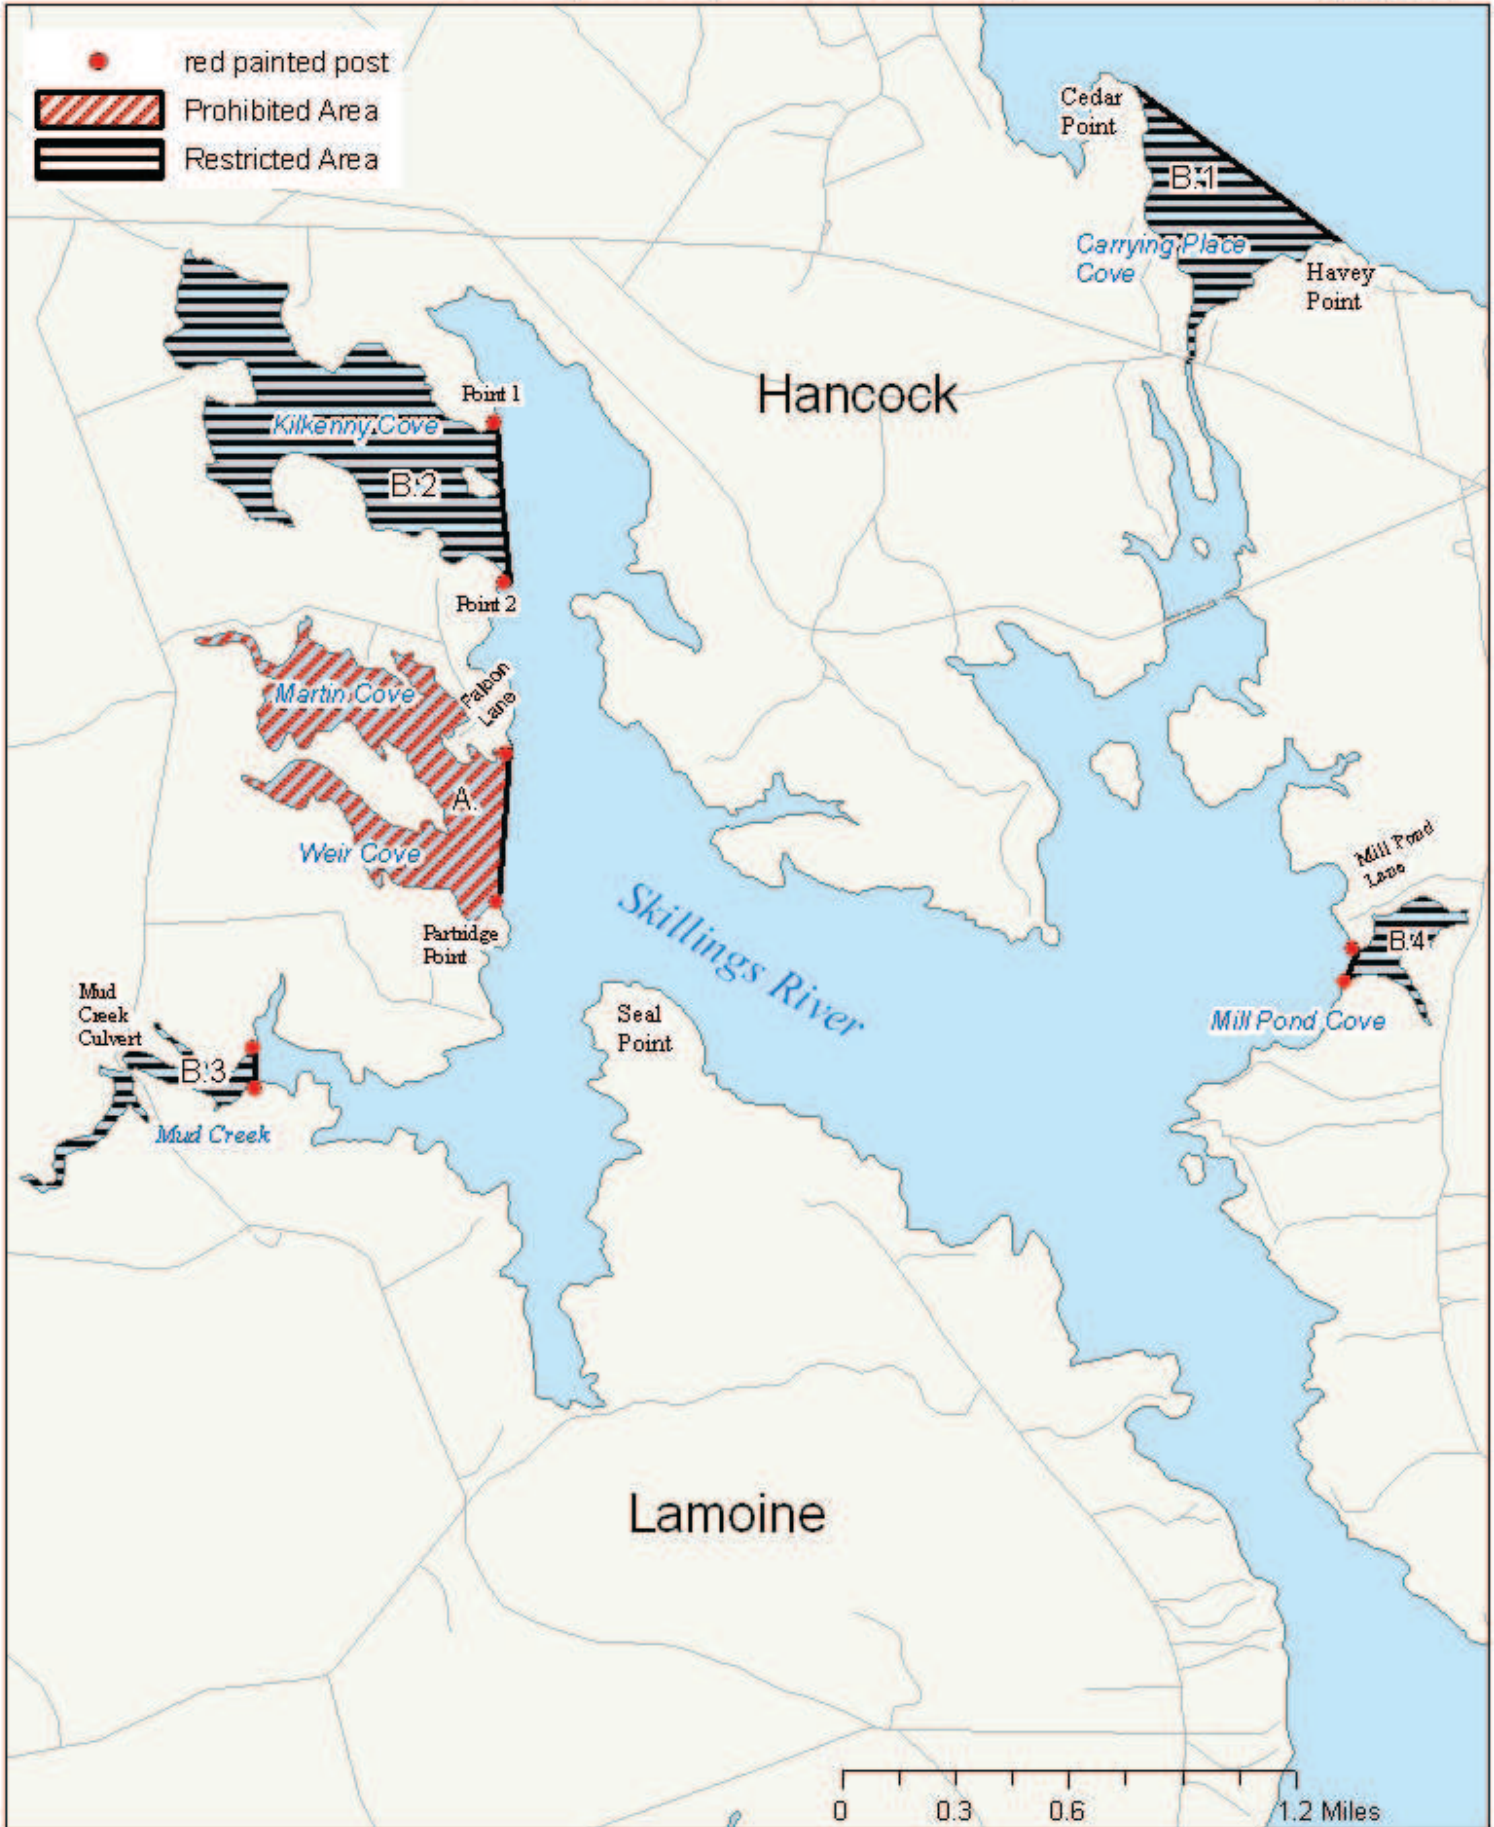 red painted post
Prohibited Area
Restricted Area
Cedar
Point
B.1
Carrying Place
Cove
Havey
Point
Hancock
Point 1
Kilkenny Cove
B.2
Point 2
Martin Cove
Falcon
Lane
A.
Weir Cove
Partridge
Point
Skillings River
Mill Pond
Lane
B.4
Mill Pond Cove
Mud
Creek
Culvert
B.3
Mud Creek
Seal
Point
Lamoine
0 0.3 0.6 1.2 Miles